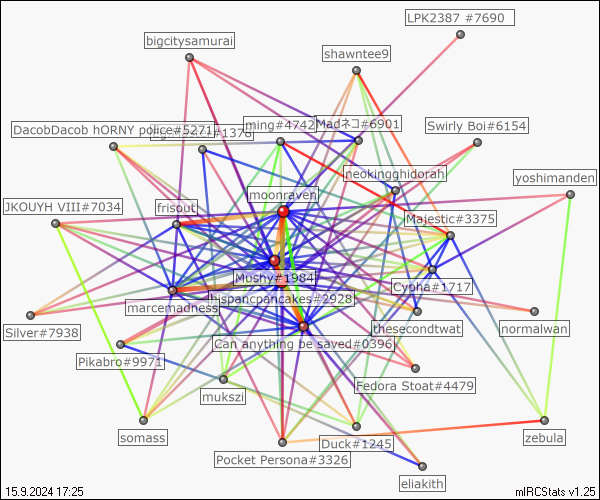 LPK2387 #7690
bigcitysamurai
shawntee9
ming#4742
Madネコ#6901
Swirly Boi#6154
DacobDacob hORNY police#5271
#1378
neokingghidorah
yoshimanden
moonraven
JKOUYH VIII#7034
frisout
Majestic#3375
Mushy#1984
Cypha#1717
hispancpancakes#2928
marcemadness
Silver#7938
thesecondtwat
normalwan
Can anything be saved#0396
Pikabro#9971
Fedora Stoat#4479
mukszi
somass
Duck#1245
zebula
Pocket Persona#3326
eliakith
15.9.2024 17:25
mIRCStats v1.25